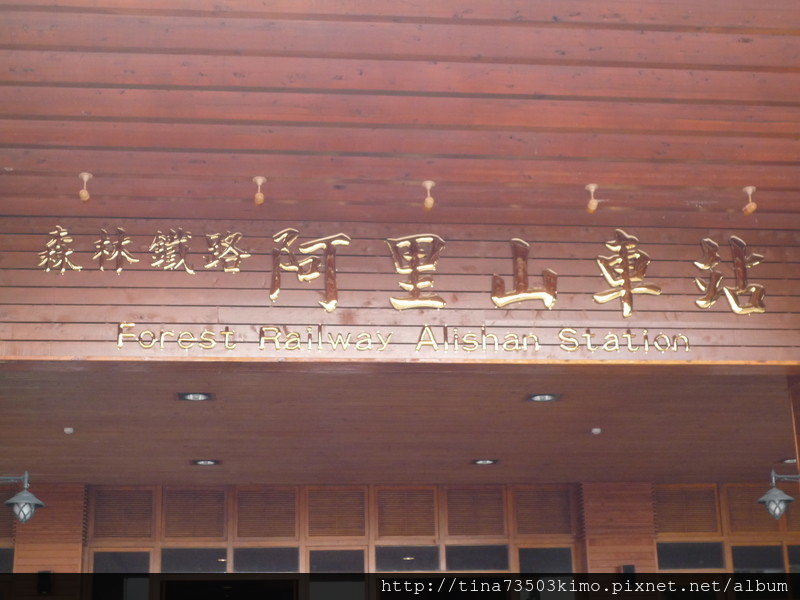 森林鐵路 阿里山車站
Forest Railway Alishan Station
http://tina73503kimo.pixnet.net/album